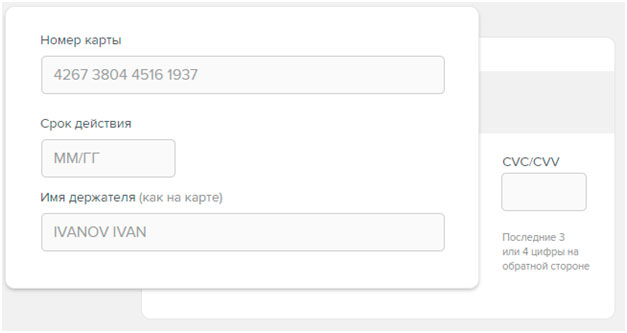 Номер карты
4267 3804 4516 1937
Срок действия
ММ/ГГ
Имя держателя (как на карте)
IVANOV IVAN
CVC/CVV
Последние 3
или 4 цифры на
обратной стороне